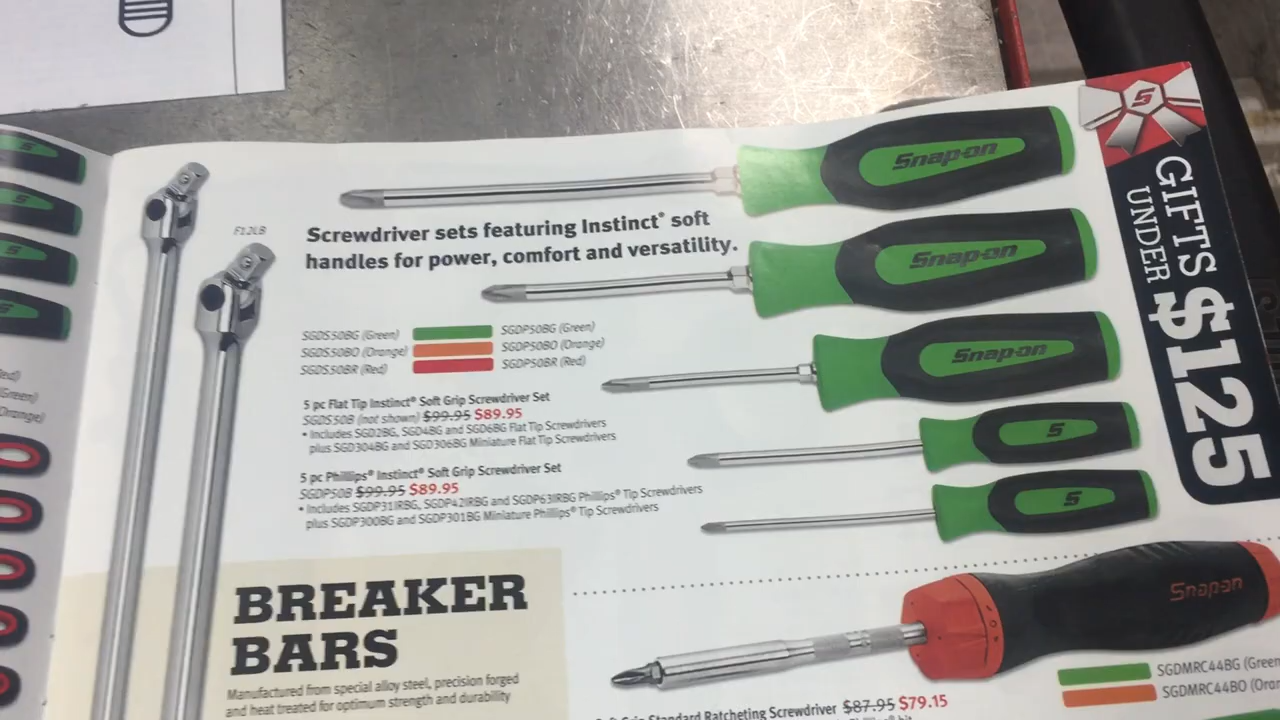 F12LB
Screwdriver sets featuring Instinct® soft
handles for power, comfort and versatility.
SGDS50BG (Green)
SGDS50BO (Orange)
SGDS50BR (Red)
SGDP50BG (Green)
SGDP50BO (Orange)
SGDP50BR (Red)
5 pc Flat Tip Instinct® Soft Grip Screwdriver Set
SGDS50B (not shown) $99.95 $89.95
• Includes SGD2BG, SGD4BG and SGD6BG Flat Tip Screwdrivers
plus SGD304BG and SGD306BG Miniature Flat Tip Screwdrivers
5 pc Phillips® Instinct® Soft Grip Screwdriver Set
SGDP50B $99.95 $89.95
• Includes SGDP31IRBG, SGDP42IRBG and SGDP63IRBG Phillips® Tip Screwdrivers
plus SGDP300BG and SGDP301BG Miniature Phillips® Tip Screwdrivers
Snap-on
Snap-on
Snap-on
S
S
S
GIFTS
UNDER
$125
BREAKER
BARS
Manufactured from special alloy steel, precision forged
and heat treated for optimum strength and durability
Snap-on
SGDMRC44BG (Green
SGDMRC44BO (Oran
Standard Ratcheting Screwdriver $87.95 $79.15
Green)
Orange)